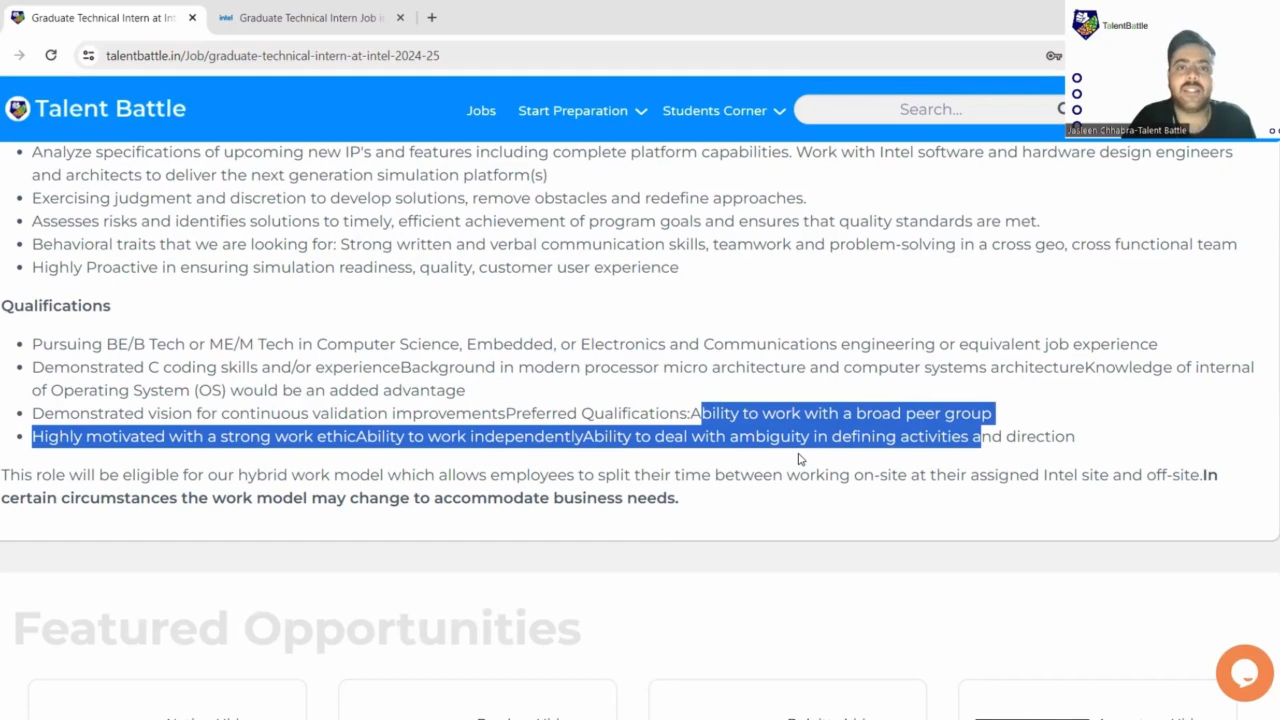 Graduate Technical Intern at Int
Graduate Technical Intern Job i
talentbattle.in/Job/graduate-technical-intern-at-intel-2024-25
TalentBattle
Jasleen Chhabra-Talent Battle
Talent Battle
Jobs
Start Preparation
Students Corner
Search...
Analyze specifications of upcoming new IP's and features including complete platform capabilities. Work with Intel software and hardware design engineers
and architects to deliver the next generation simulation platform(s)
Exercising judgment and discretion to develop solutions, remove obstacles and redefine approaches.
Assesses risks and identifies solutions to timely, efficient achievement of program goals and ensures that quality standards are met.
Behavioral traits that we are looking for: Strong written and verbal communication skills, teamwork and problem-solving in a cross geo, cross functional team
Highly Proactive in ensuring simulation readiness, quality, customer user experience
Qualifications
Pursuing BE/B Tech or ME/M Tech in Computer Science, Embedded, or Electronics and Communications engineering or equivalent job experience
Demonstrated C coding skills and/or experienceBackground in modern processor micro architecture and computer systems architectureKnowledge of internal
of Operating System (OS) would be an added advantage
Demonstrated vision for continuous validation improvementsPreferred Qualifications:Ability to work with a broad peer group
Highly motivated with a strong work ethicAbility to work independentlyAbility to deal with ambiguity in defining activities and direction
This role will be eligible for our hybrid work model which allows employees to split their time between working on-site at their assigned Intel site and off-site.In
certain circumstances the work model may change to accommodate business needs.
Featured Opportunities